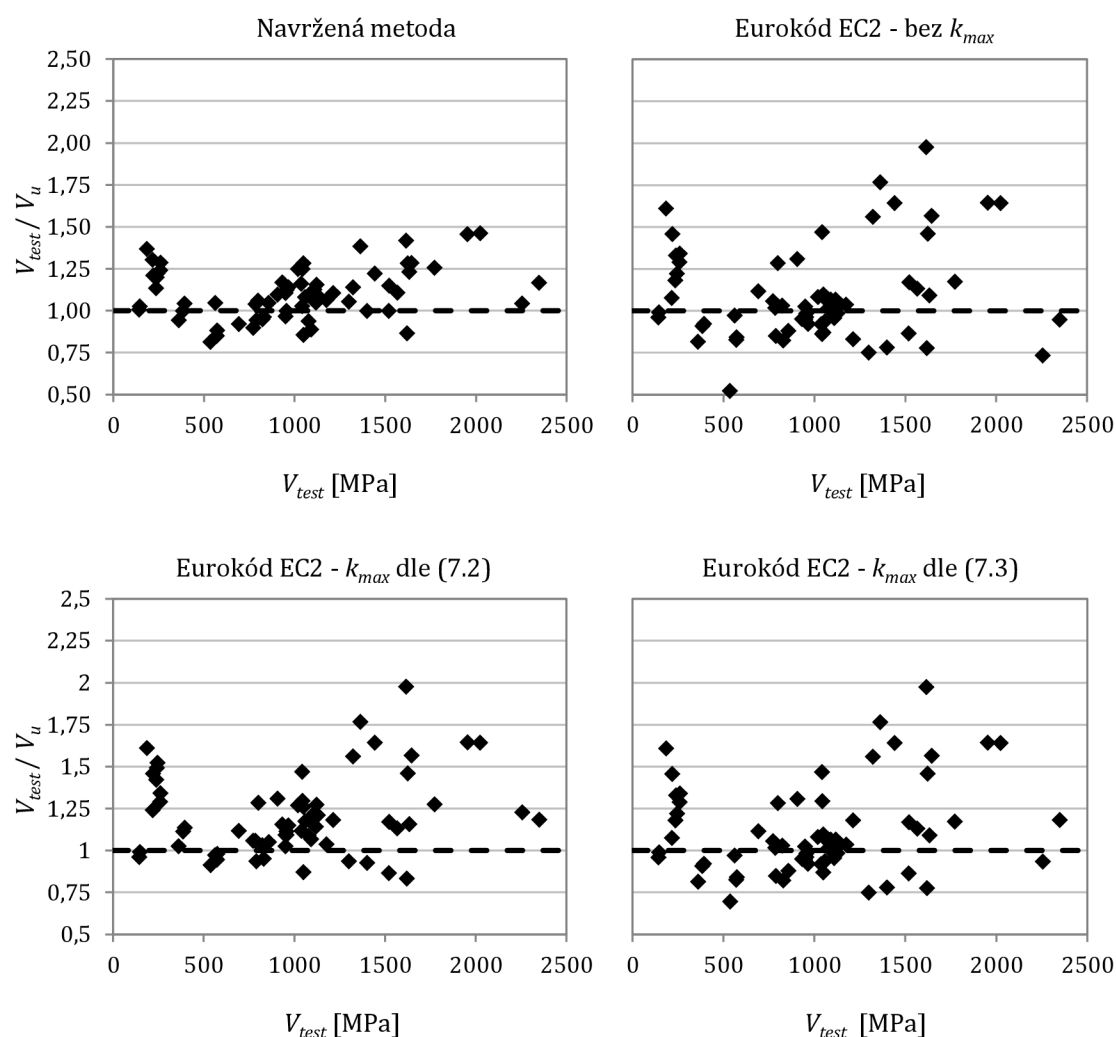 Navržená metoda
V_test / V_u
2,50
2,25
2,00
1,75
1,50
1,25
1,00
0,75
0,50
0 500 1000 1500 2000 2500
V_test [MPa]
Eurokód EC2 - bez k_max
0 500 1000 1500 2000 2500
V_test [MPa]
Eurokód EC2 - k_max dle (7.2)
V_test / V_u
2,5
2,25
2
1,75
1,5
1,25
1
0,75
0,5
0 500 1000 1500 2000 2500
V_test [MPa]
Eurokód EC2 - k_max dle (7.3)
0 500 1000 1500 2000 2500
V_test [MPa]